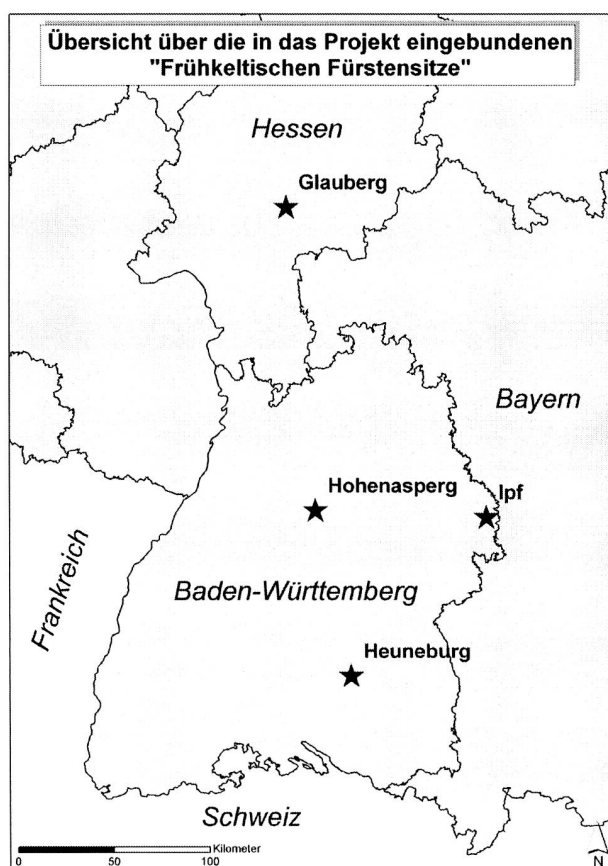 Übersicht über die in das Projekt eingebundenen
"Frühkeltischen Fürstensitze"
Hessen
Glauberg
Bayern
Hohenasperg
Ipf
Frankreich
Baden-Württemberg
Heuneburg
Schweiz
Kilometer
0 50 100
N